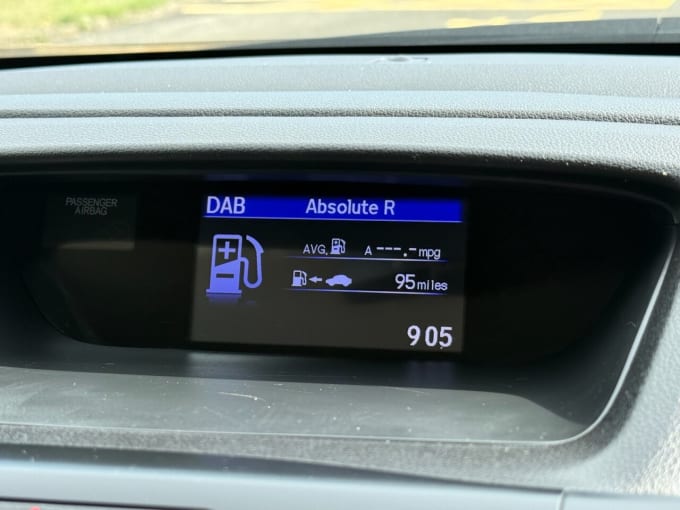 PASSENGER
AIRBAG
DAB Absolute R
AVG. A ---.- mpg
95 miles
905